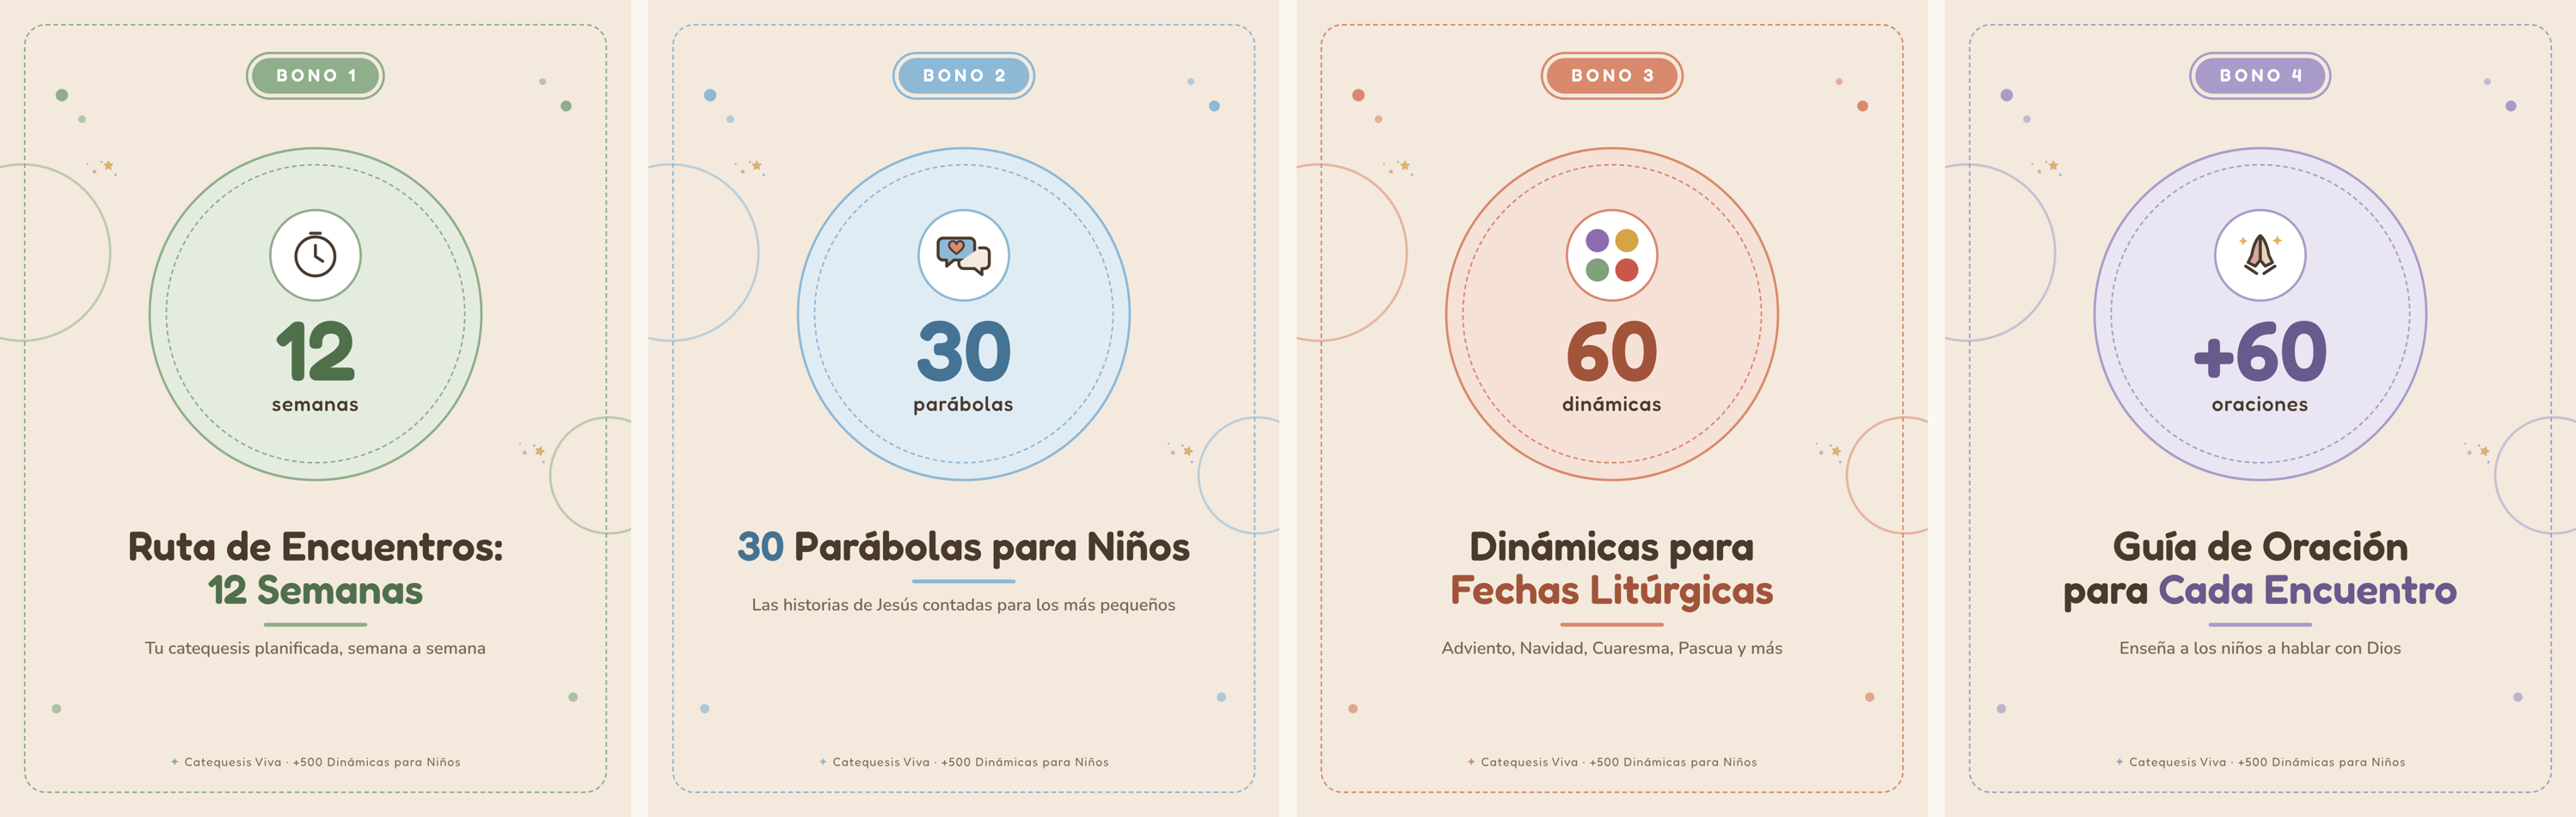 BONO 1
12
semanas
Ruta de Encuentros:
12 Semanas
Tu catequesis planificada, semana a semana
✦ Catequesis Viva · +500 Dinámicas para Niños
BONO 2
30
parábolas
30 Parábolas para Niños
Las historias de Jesús contadas para los más pequeños
✦ Catequesis Viva · +500 Dinámicas para Niños
BONO 3
60
dinámicas
Dinámicas para
Fechas Litúrgicas
Adviento, Navidad, Cuaresma, Pascua y más
✦ Catequesis Viva · +500 Dinámicas para Niños
BONO 4
+60
oraciones
Guía de Oración
para Cada Encuentro
Enseña a los niños a hablar con Dios
✦ Catequesis Viva · +500 Dinámicas para Niños